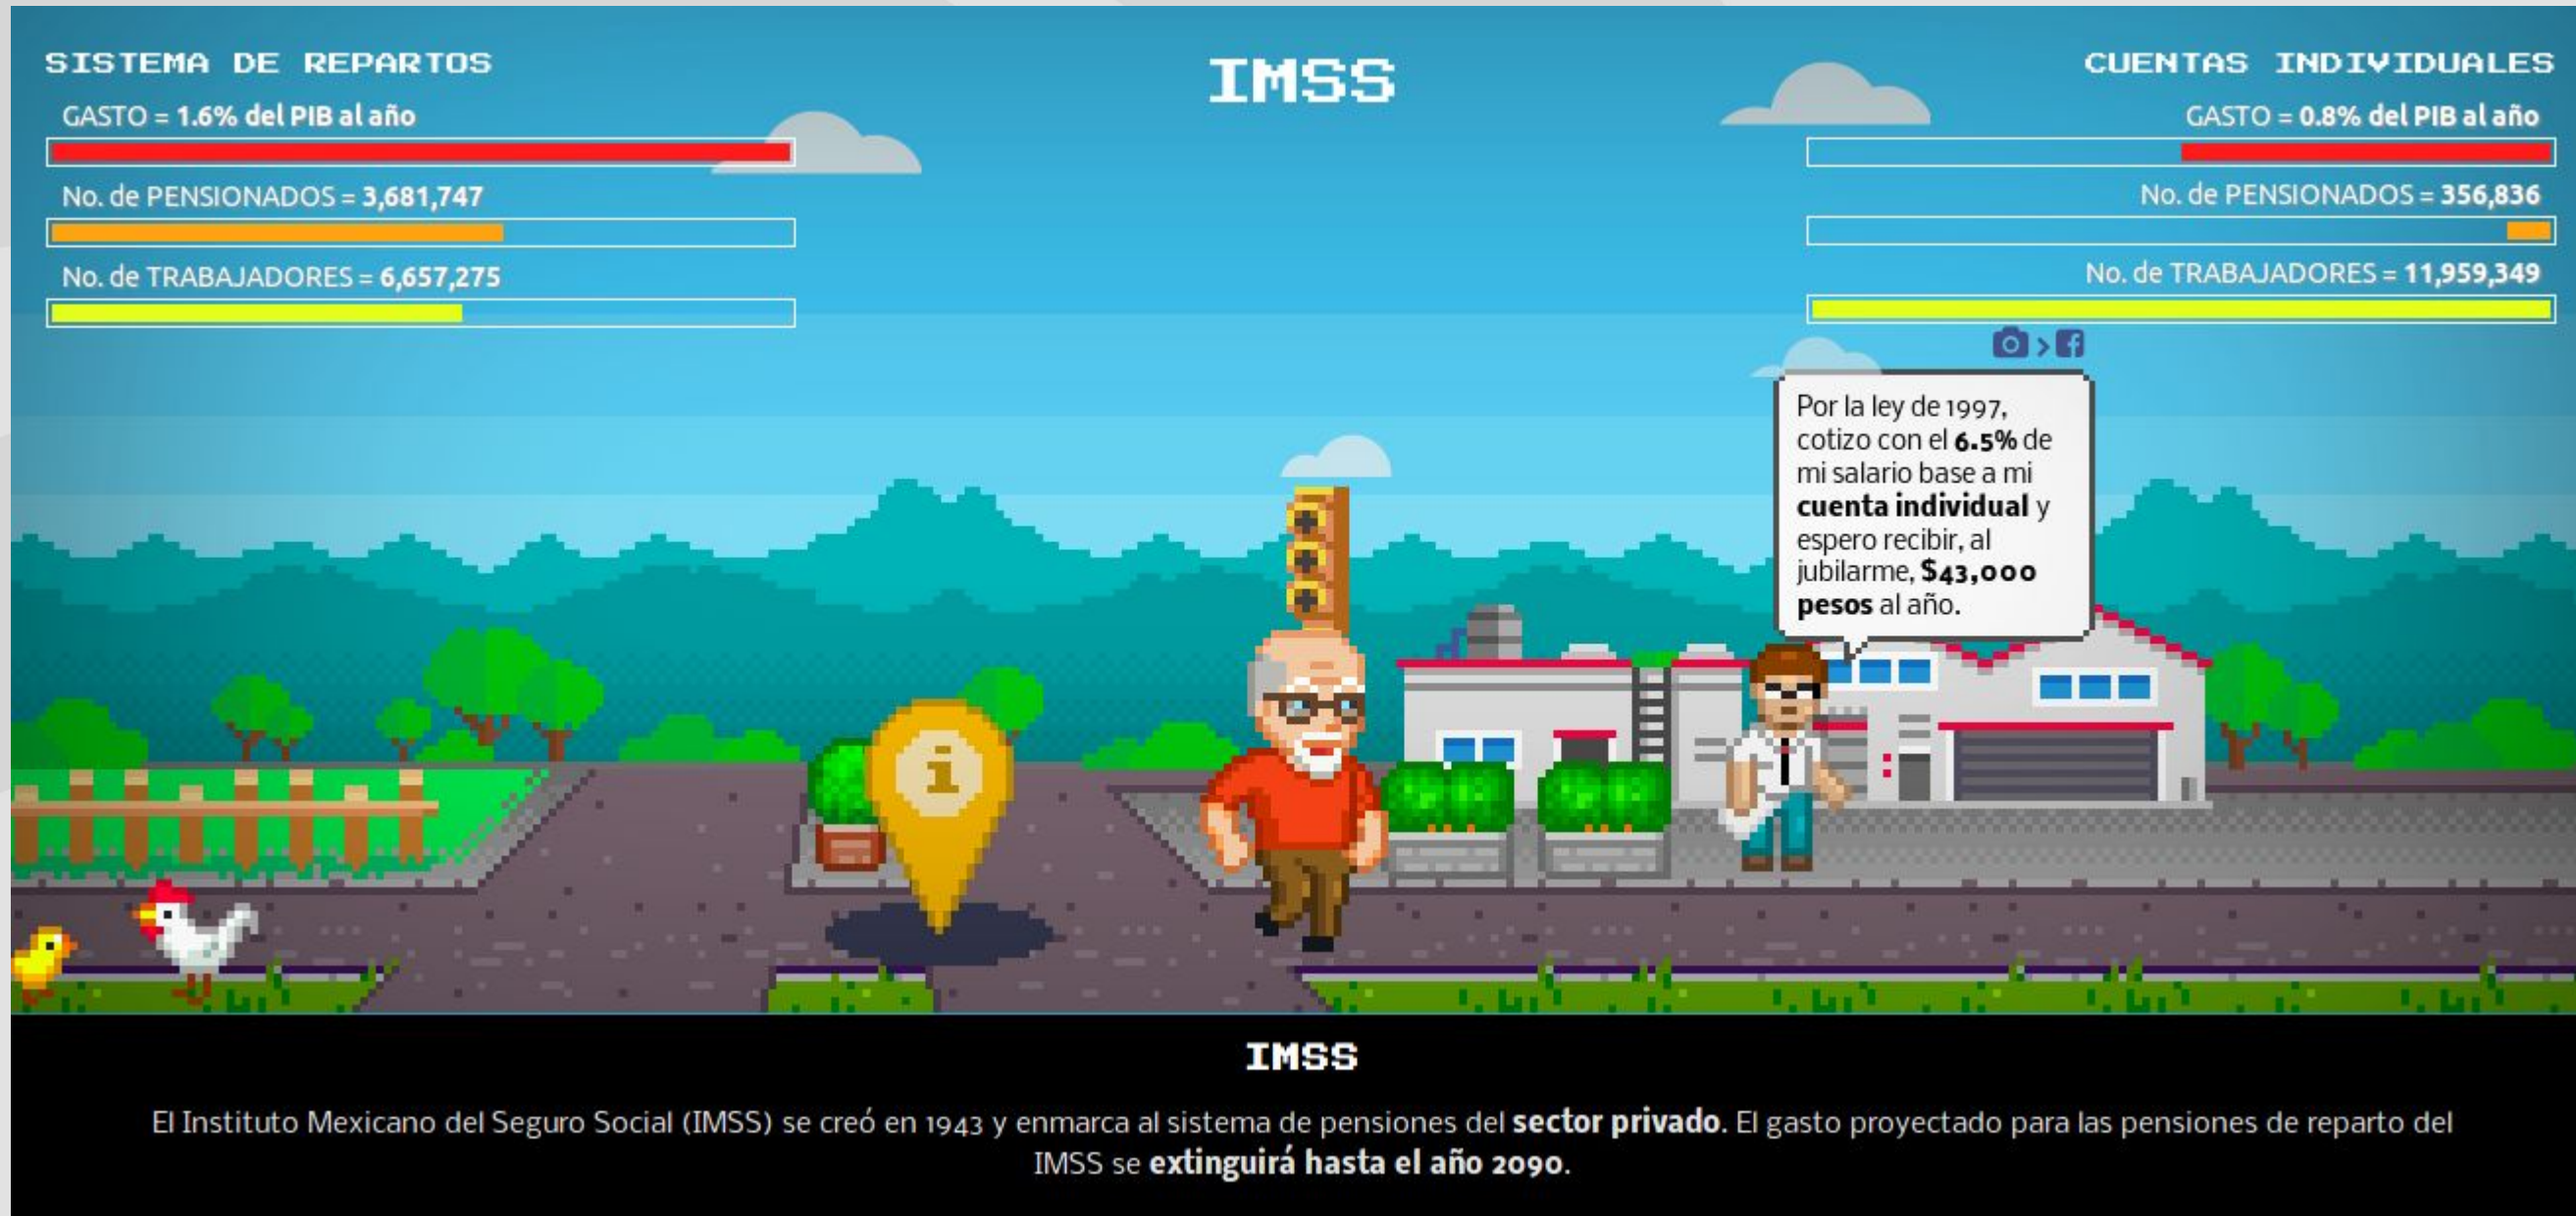 SISTEMA DE REPARTOS
GASTO = 1.6% del PIB al año
No. de PENSIONADOS = 3,681,747
No. de TRABAJADORES = 6,657,275
IMSS
CUENTAS INDIVIDUALES
GASTO = 0.8% del PIB al año
No. de PENSIONADOS = 356,836
No. de TRABAJADORES = 11,959,349
Por la ley de 1997,
cotizo con el 6.5% de
mi salario base a mi
cuenta individual y
espero recibir, al
jubilarme, $43,000
pesos al año.
IMSS
El Instituto Mexicano del Seguro Social (IMSS) se creó en 1943 y enmarca al sistema de pensiones del sector privado. El gasto proyectado para las pensiones de reparto del
IMSS se extinguirá hasta el año 2090.